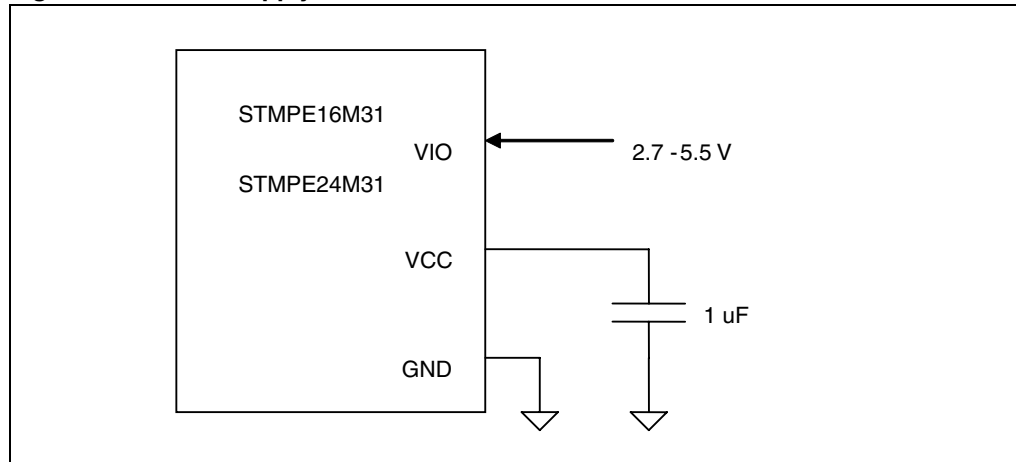 STMPE16M31
VIO
2.7 -5.5 V
STMPE24M31
VCC
1 uF
GND